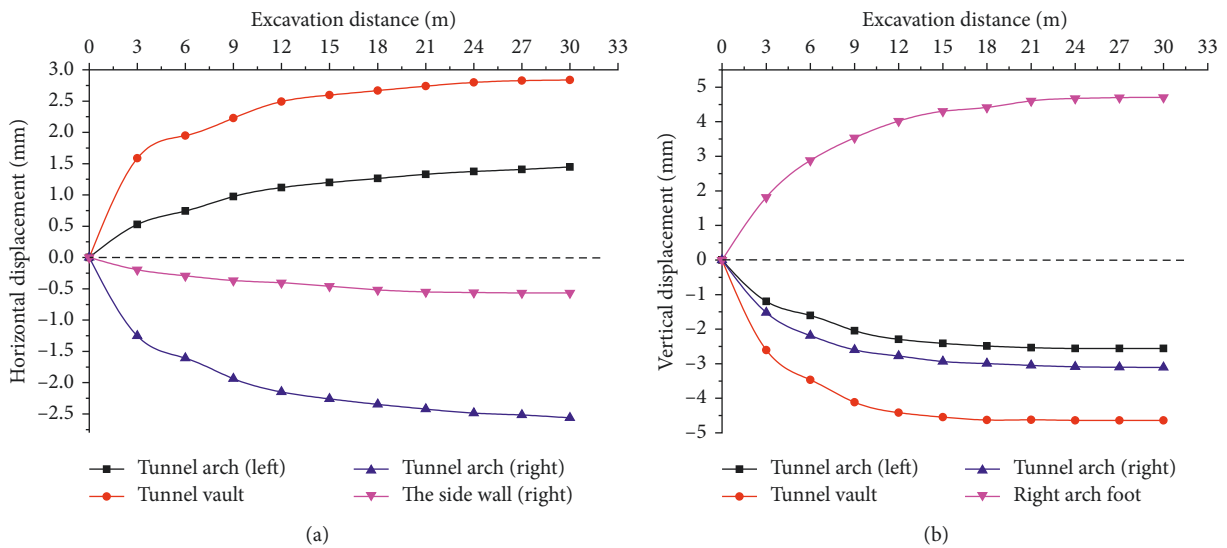 Excavation distance (m)
0 3 6 9 12 15 18 21 24 27 30 33
3.0
2.5
2.0
1.5
1.0
0.5
0.0
−0.5
−1.0
−1.5
−2.0
−2.5
Horizontal displacement (mm)
Tunnel arch (left)
Tunnel vault
Tunnel arch (right)
The side wall (right)
(a)
Excavation distance (m)
0 3 6 9 12 15 18 21 24 27 30 33
5
4
3
2
1
0
−1
−2
−3
−4
−5
Vertical displacement (mm)
Tunnel arch (left)
Tunnel vault
Tunnel arch (right)
Right arch foot
(b)